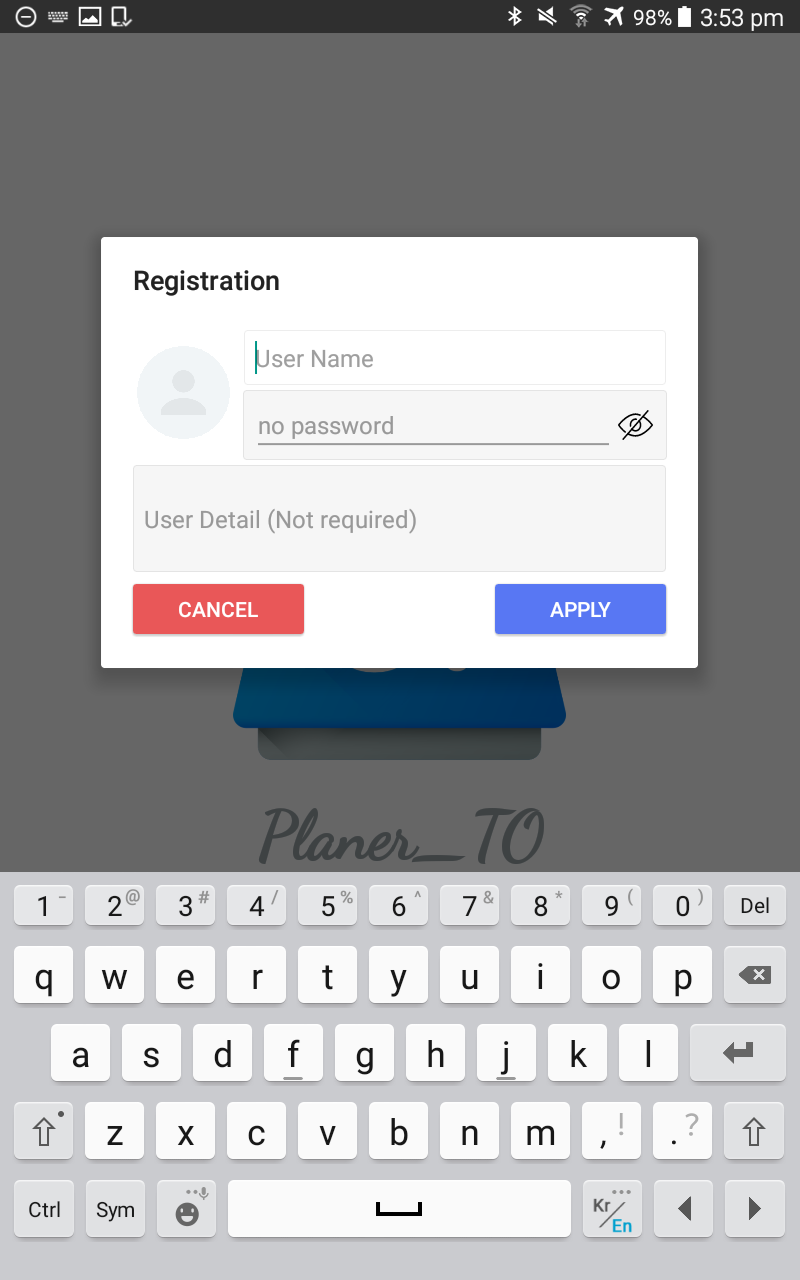 98% 3:53 pm
Registration
User Name
no password
User Detail (Not required)
CANCEL APPLY
Planer_TO
1 - 2 @ 3 # 4 / 5 % 6 ^ 7 & 8 * 9 ( 0 ) Del
q w e r t y u i o p
a s d f g h j k l
z x c v b n m , ! . ?
Ctrl Sym Kr/En